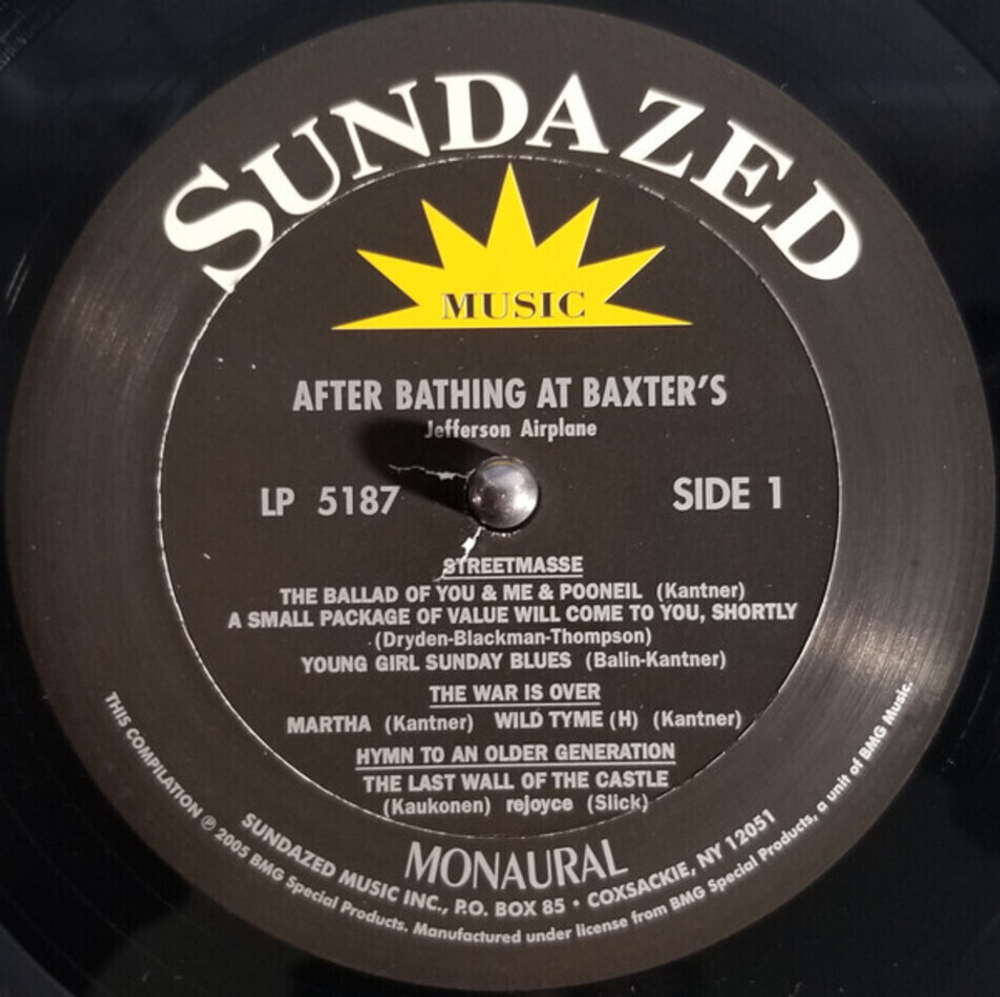 SUNDAZED
MUSIC
AFTER BATHING AT BAXTER'S
Jefferson Airplane
LP 5187
SIDE 1
STREETMASSE
THE BALLAD OF YOU & ME & POONEIL (Kantner)
A SMALL PACKAGE OF VALUE WILL COME TO YOU, SHORTLY
(Dryden-Blackman-Thompson)
YOUNG GIRL SUNDAY BLUES (Balin-Kantner)
THE WAR IS OVER
MARTHA (Kantner) WILD TYME (H) (Kantner)
HYMN TO AN OLDER GENERATION
THE LAST WALL OF THE CASTLE
(Kaukonen) rejoyce (Slick)
MONAURAL
SUNDAZED MUSIC INC., P.O. BOX 85 • COXSACKIE, NY 12051
THIS COMPILATION ℗ 2005 BMG Special Products. Manufactured under license from BMG Special Products, a unit of BMG Music.